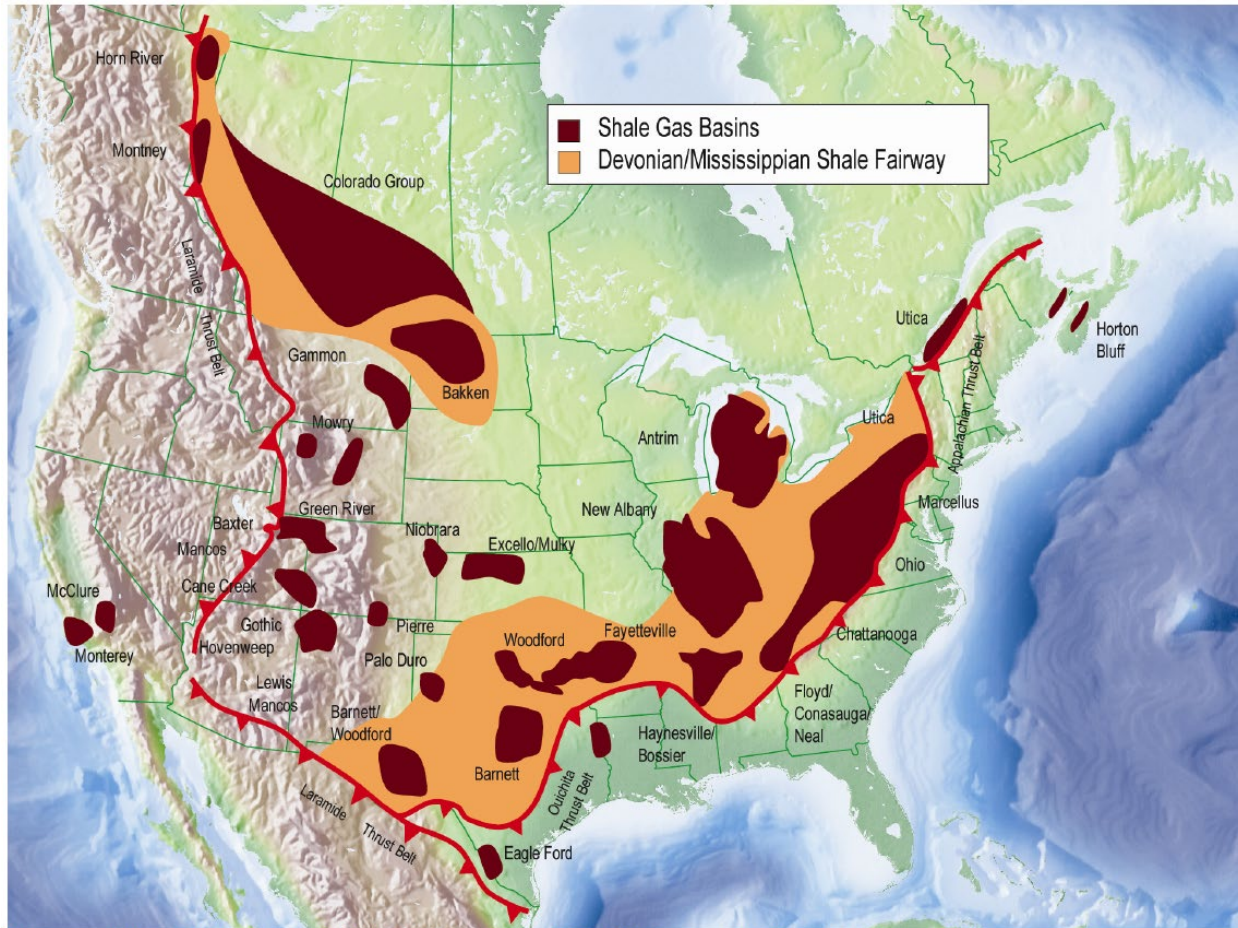 Horn River
Shale Gas Basins
Devonian/Mississippian Shale Fairway
Montney
Colorado Group
Laramide
Thrust Belt
Utica
Horton
Bluff
Gammon
Bakken
Appalachian Thrust Belt
Utica
Mowry
Antrim
Marcellus
Green River
New Albany
Baxter
Niobrara
Excello/Mulky
Mancos
Ohio
McClure
Cane Creek
Gothic
Pierre
Fayetteville
Chattanooga
Hovenweep
Woodford
Monterey
Palo Duro
Lewis
Mancos
Floyd/
Conasauga/
Neal
Barnett/
Woodford
Haynesville/
Bossier
Barnett
Ouichita
Thrust Belt
Laramide
Thrust Belt
Eagle Ford